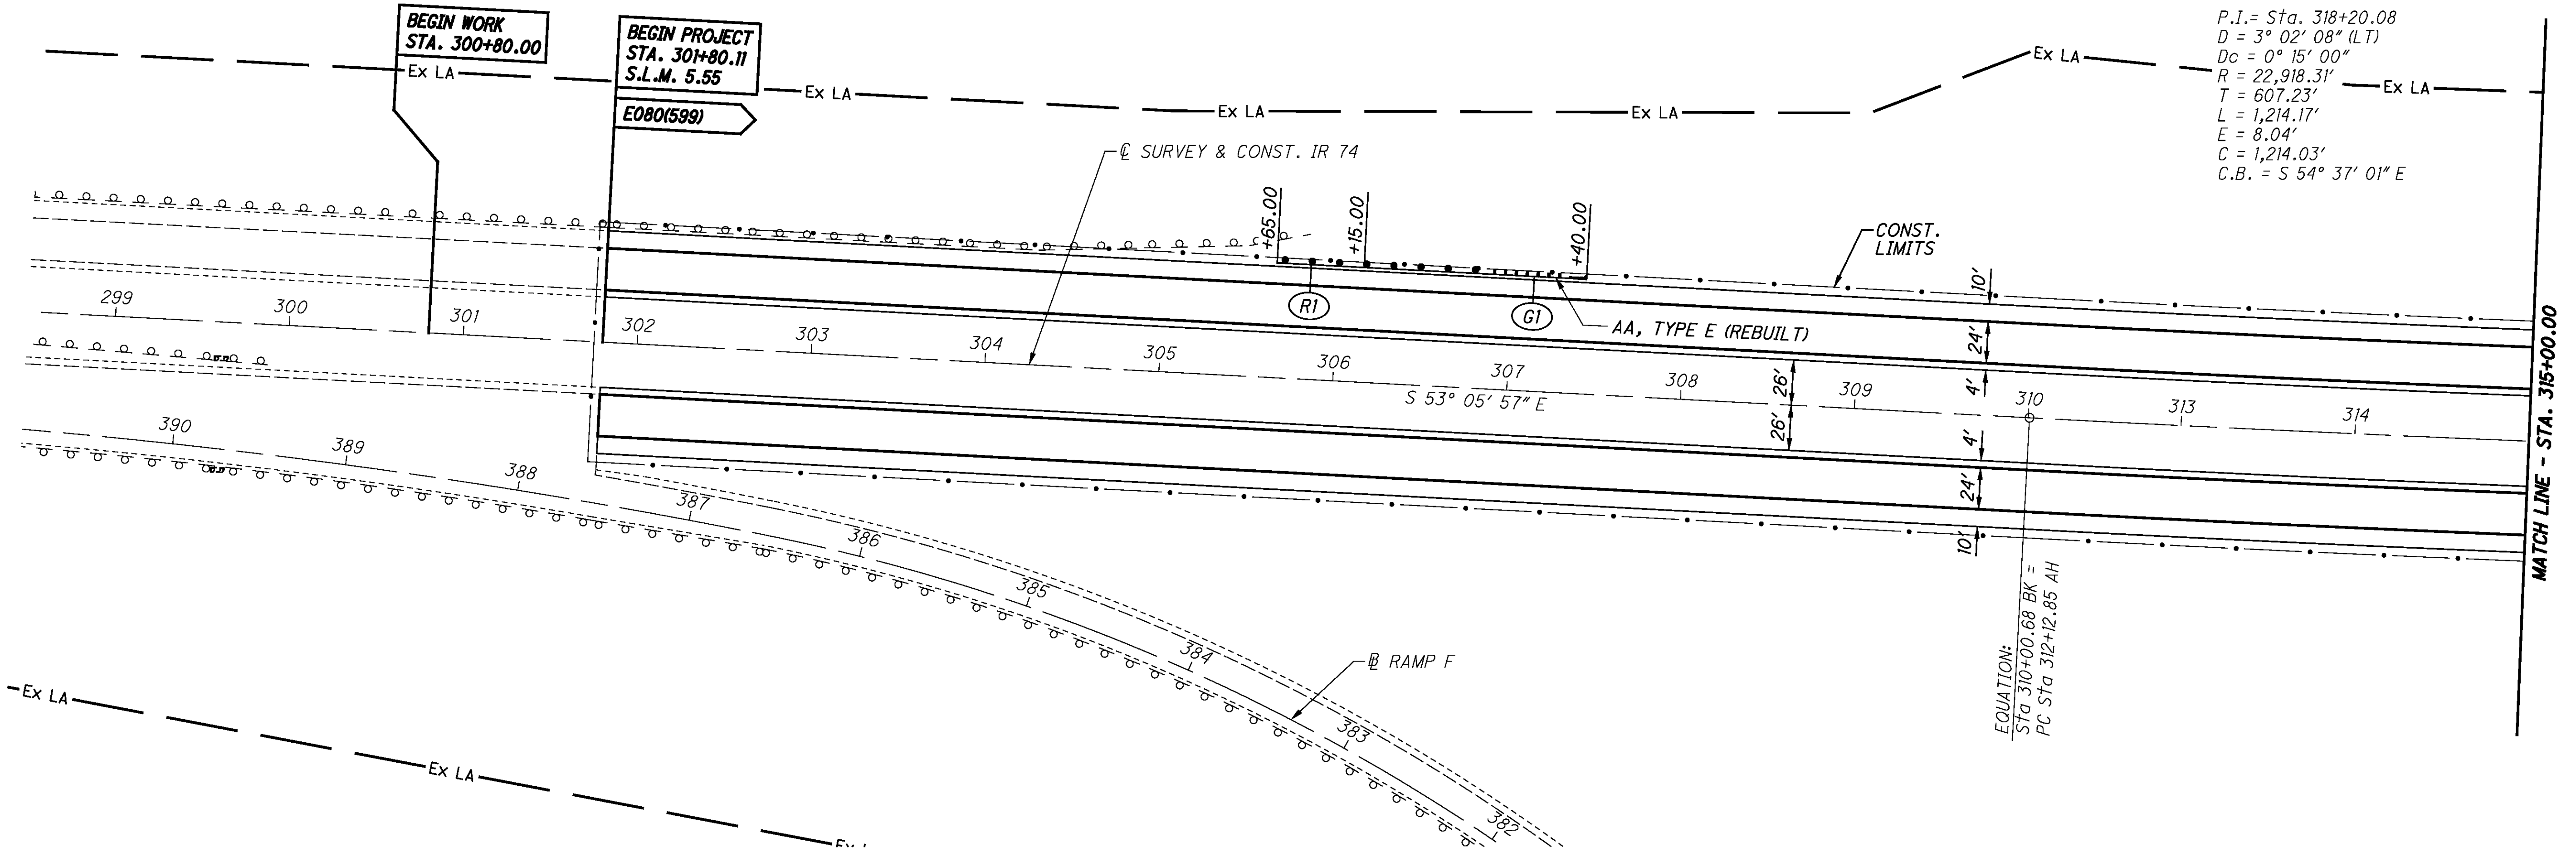 BEGIN WORK
STA. 300+80.00
BEGIN PROJECT
STA. 301+80.11
S.L.M. 5.55
E080(599)
P.I.= Sta. 318+20.08
D = 3° 02' 08" (LT)
Dc = 0° 15' 00"
R = 22,918.31'
T = 607.23'
L = 1,214.17'
E = 8.04'
C = 1,214.03'
C.B. = S 54° 37' 01" E
Ex LA
Ex LA
Ex LA
Ex LA
Ex LA
Ex LA
℄ SURVEY & CONST. IR 74
+65.00
+15.00
+40.00
CONST.
LIMITS
R1
G1
AA, TYPE E (REBUILT)
10'
24'
4'
26'
26'
4'
24'
10'
299
300
301
302
303
304
305
306
307
308
309
310
313
314
S 53° 05' 57" E
MATCH LINE - STA. 315+00.00
390
389
388
387
386
385
384
383
382
BL RAMP F
EQUATION:
Sta 310+00.68 BK =
PC Sta 312+12.85 AH
Ex LA
Ex LA